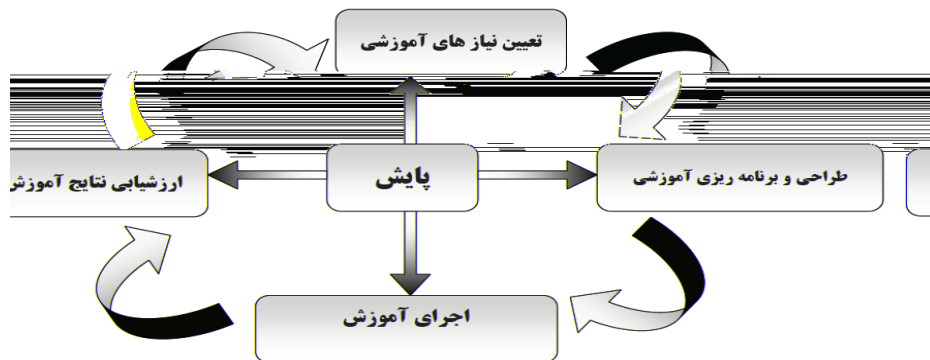 تعیین نیاز های آموزشی
طراحی و برنامه ریزی آموزشی
پایش
ارزشیابی نتایج آموزش
اجرای آموزش